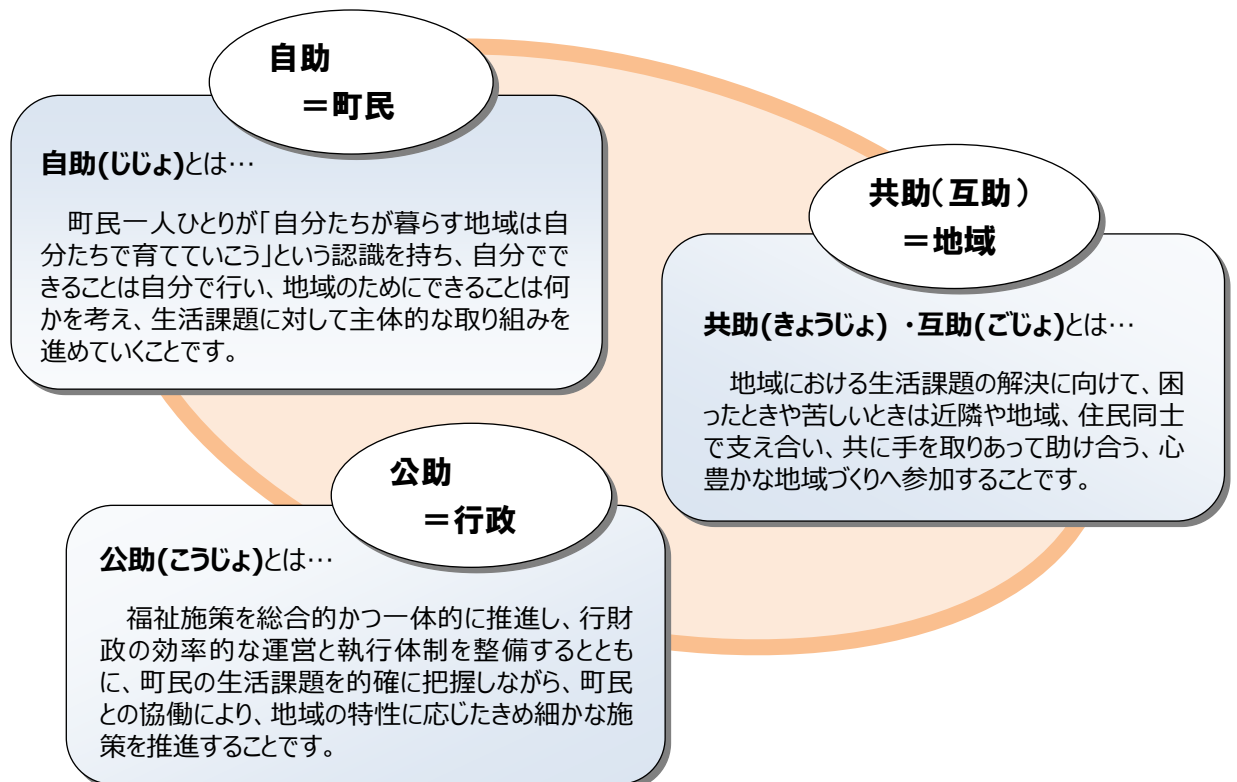 自助
＝町民
自助(じじょ)とは…
町民一人ひとりが「自分たちが暮らす地域は自
分たちで育てていこう」という認識を持ち、自分でで
きることは自分で行い、地域のためにできることは何
かを考え、生活課題に対して主体的な取り組みを
進めていくことです。
共助(互助)
＝地域
共助(きょうじょ) ・互助(ごじょ)とは…
地域における生活課題の解決に向けて、困
ったときや苦しいときは近隣や地域、住民同士
で支え合い、共に手を取りあって助け合う、心
豊かな地域づくりへ参加することです。
公助
＝行政
公助(こうじょ)とは…
福祉施策を総合的かつ一体的に推進し、行財
政の効率的な運営と執行体制を整備するととも
に、町民の生活課題を的確に把握しながら、町民
との協働により、地域の特性に応じたきめ細かな施
策を推進することです。